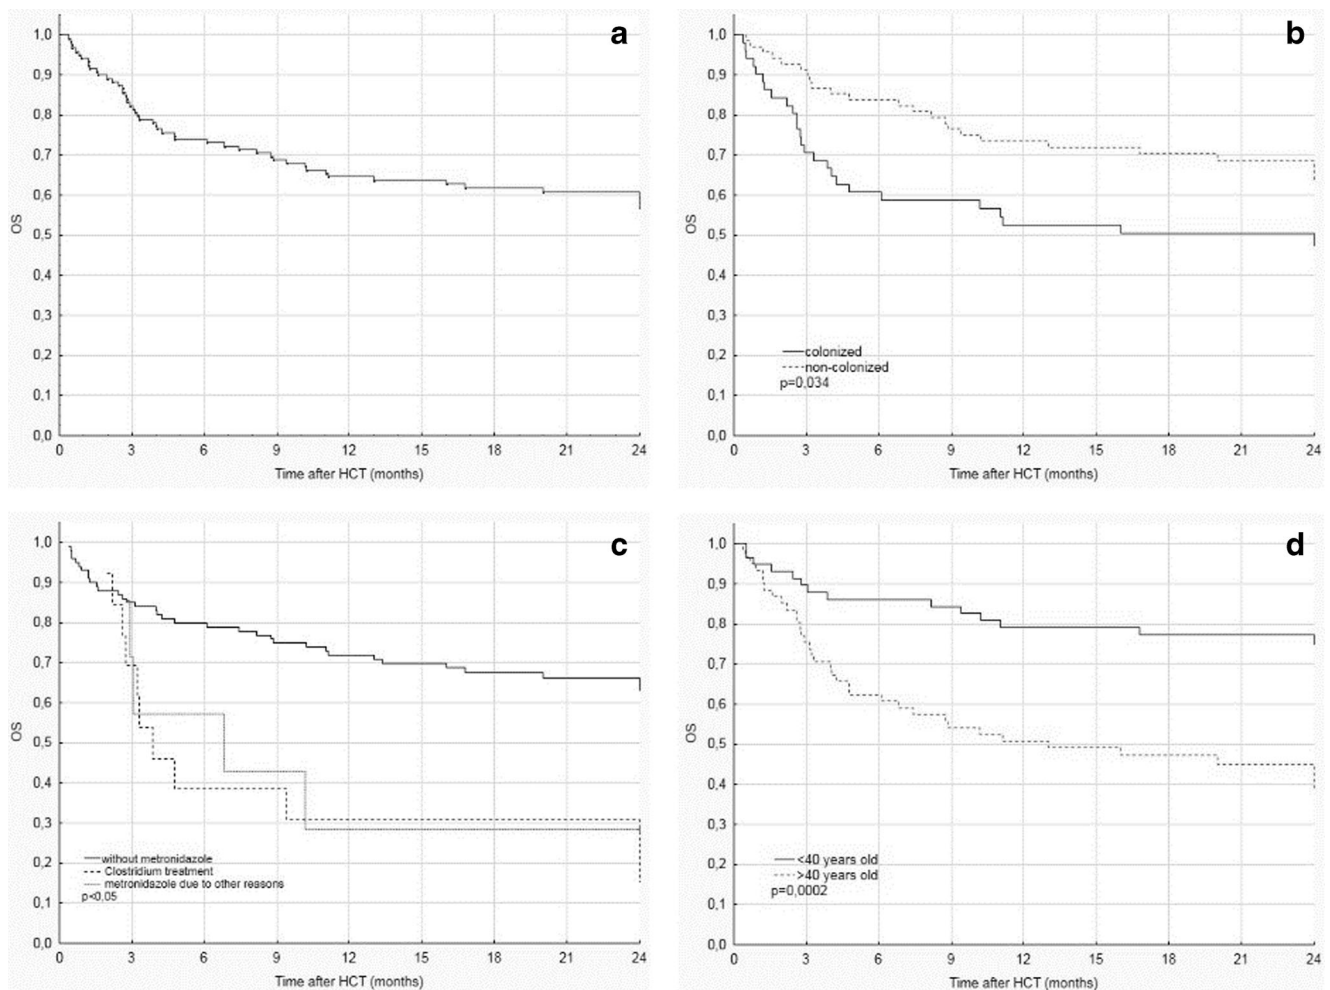 a
1,0
0,9
0,8
0,7
0,6
0,5
0,4
0,3
0,2
0,1
0,0
OS
0 3 6 9 12 15 18 21 24
Time after HCT (months)
b
1,0
0,9
0,8
0,7
0,6
0,5
0,4
0,3
0,2
0,1
0,0
OS
colonized
non-colonized
p=0,034
0 3 6 9 12 15 18 21 24
Time after HCT (months)
c
1,0
0,9
0,8
0,7
0,6
0,5
0,4
0,3
0,2
0,1
0,0
OS
without metronidazole
Clostridium treatment
metronidazole due to other reasons
p<0,05
0 3 6 9 12 15 18 21 24
Time after HCT (months)
d
1,0
0,9
0,8
0,7
0,6
0,5
0,4
0,3
0,2
0,1
0,0
OS
<40 years old
>40 years old
p=0,0002
0 3 6 9 12 15 18 21 24
Time after HCT (months)